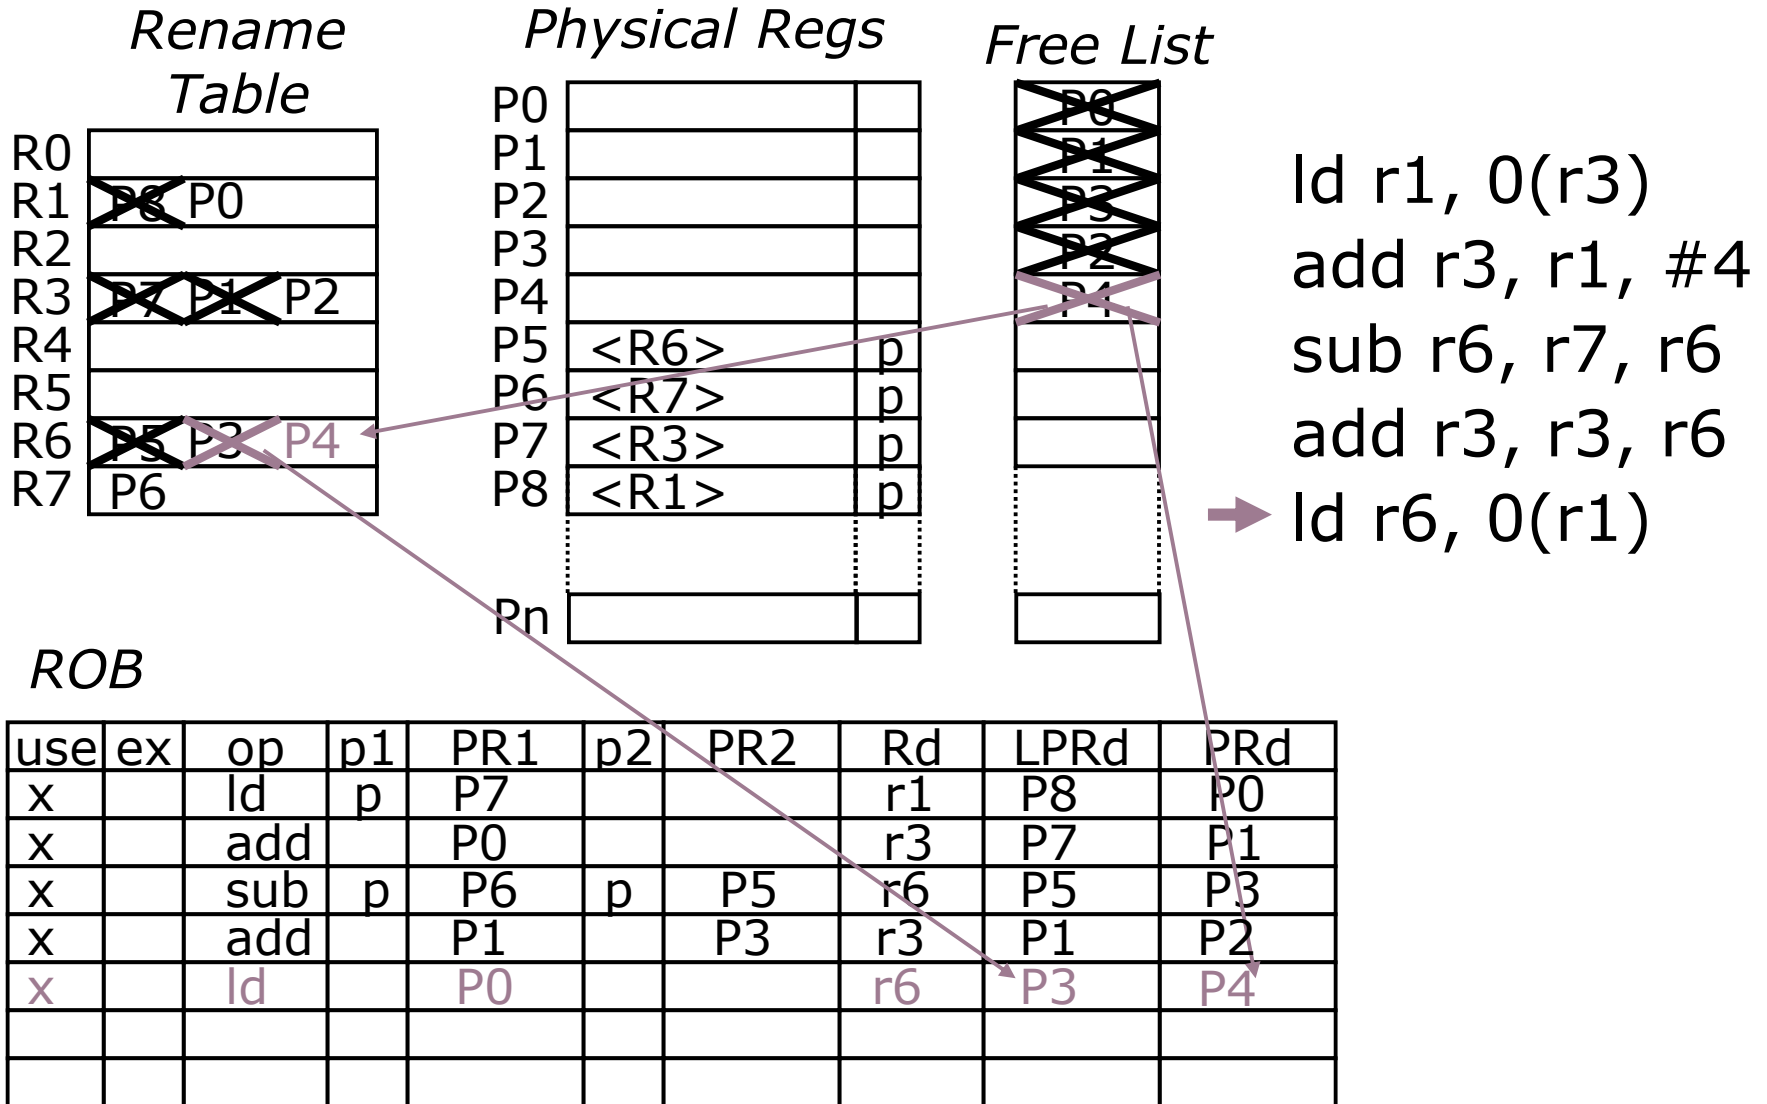 Rename Table
R0
R1 P8 P0
R2
R3 P7 P1 P2
R4
R5
R6 P5 P3 P4
R7 P6
Physical Regs
P0
P1
P2
P3
P4
P5 <R6> p
P6 <R7> p
P7 <R3> p
P8 <R1> p
Pn
Free List
P0
P1
P3
P2
P4
ld r1, 0(r3)
add r3, r1, #4
sub r6, r7, r6
add r3, r3, r6
ld r6, 0(r1)
ROB
use ex op p1 PR1 p2 PR2 Rd LPRd PRd
x ld p P7 r1 P8 P0
x add P0 r3 P7 P1
x sub p P6 p P5 r6 P5 P3
x add P1 P3 r3 P1 P2
x ld P0 r6 P3 P4